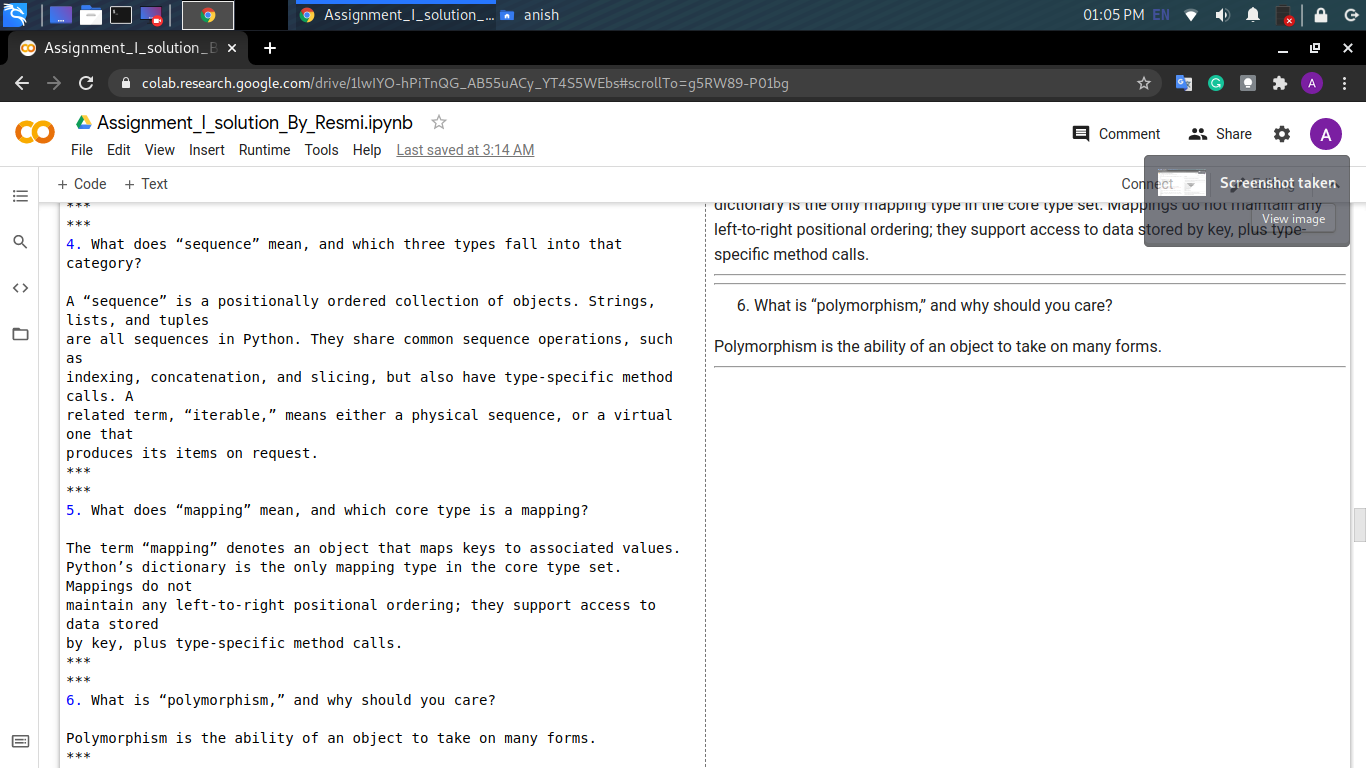 Assignment_I_solution_...
anish
01:05 PM EN
Assignment_I_solution_B
colab.research.google.com/drive/1lwIYO-hPiTnQG_AB55uACy_YT4S5WEbs#scrollTo=g5RW89-P01bg
A
Assignment_I_solution_By_Resmi.ipynb
Comment
Share
A
File Edit View Insert Runtime Tools Help Last saved at 3:14 AM
+ Code + Text
Connect
Screenshot taken
View image
***
***
4. What does “sequence” mean, and which three types fall into that
category?
A “sequence” is a positionally ordered collection of objects. Strings,
lists, and tuples
are all sequences in Python. They share common sequence operations, such
as
indexing, concatenation, and slicing, but also have type-specific method
calls. A
related term, “iterable,” means either a physical sequence, or a virtual
one that
produces its items on request.
***
***
5. What does “mapping” mean, and which core type is a mapping?
The term “mapping” denotes an object that maps keys to associated values.
Python’s dictionary is the only mapping type in the core type set.
Mappings do not
maintain any left-to-right positional ordering; they support access to
data stored
by key, plus type-specific method calls.
***
***
6. What is “polymorphism,” and why should you care?
Polymorphism is the ability of an object to take on many forms.
***
dictionary is the only mapping type in the core type set. Mappings do not maintain any
left-to-right positional ordering; they support access to data stored by key, plus type-
specific method calls.
6. What is “polymorphism,” and why should you care?
Polymorphism is the ability of an object to take on many forms.